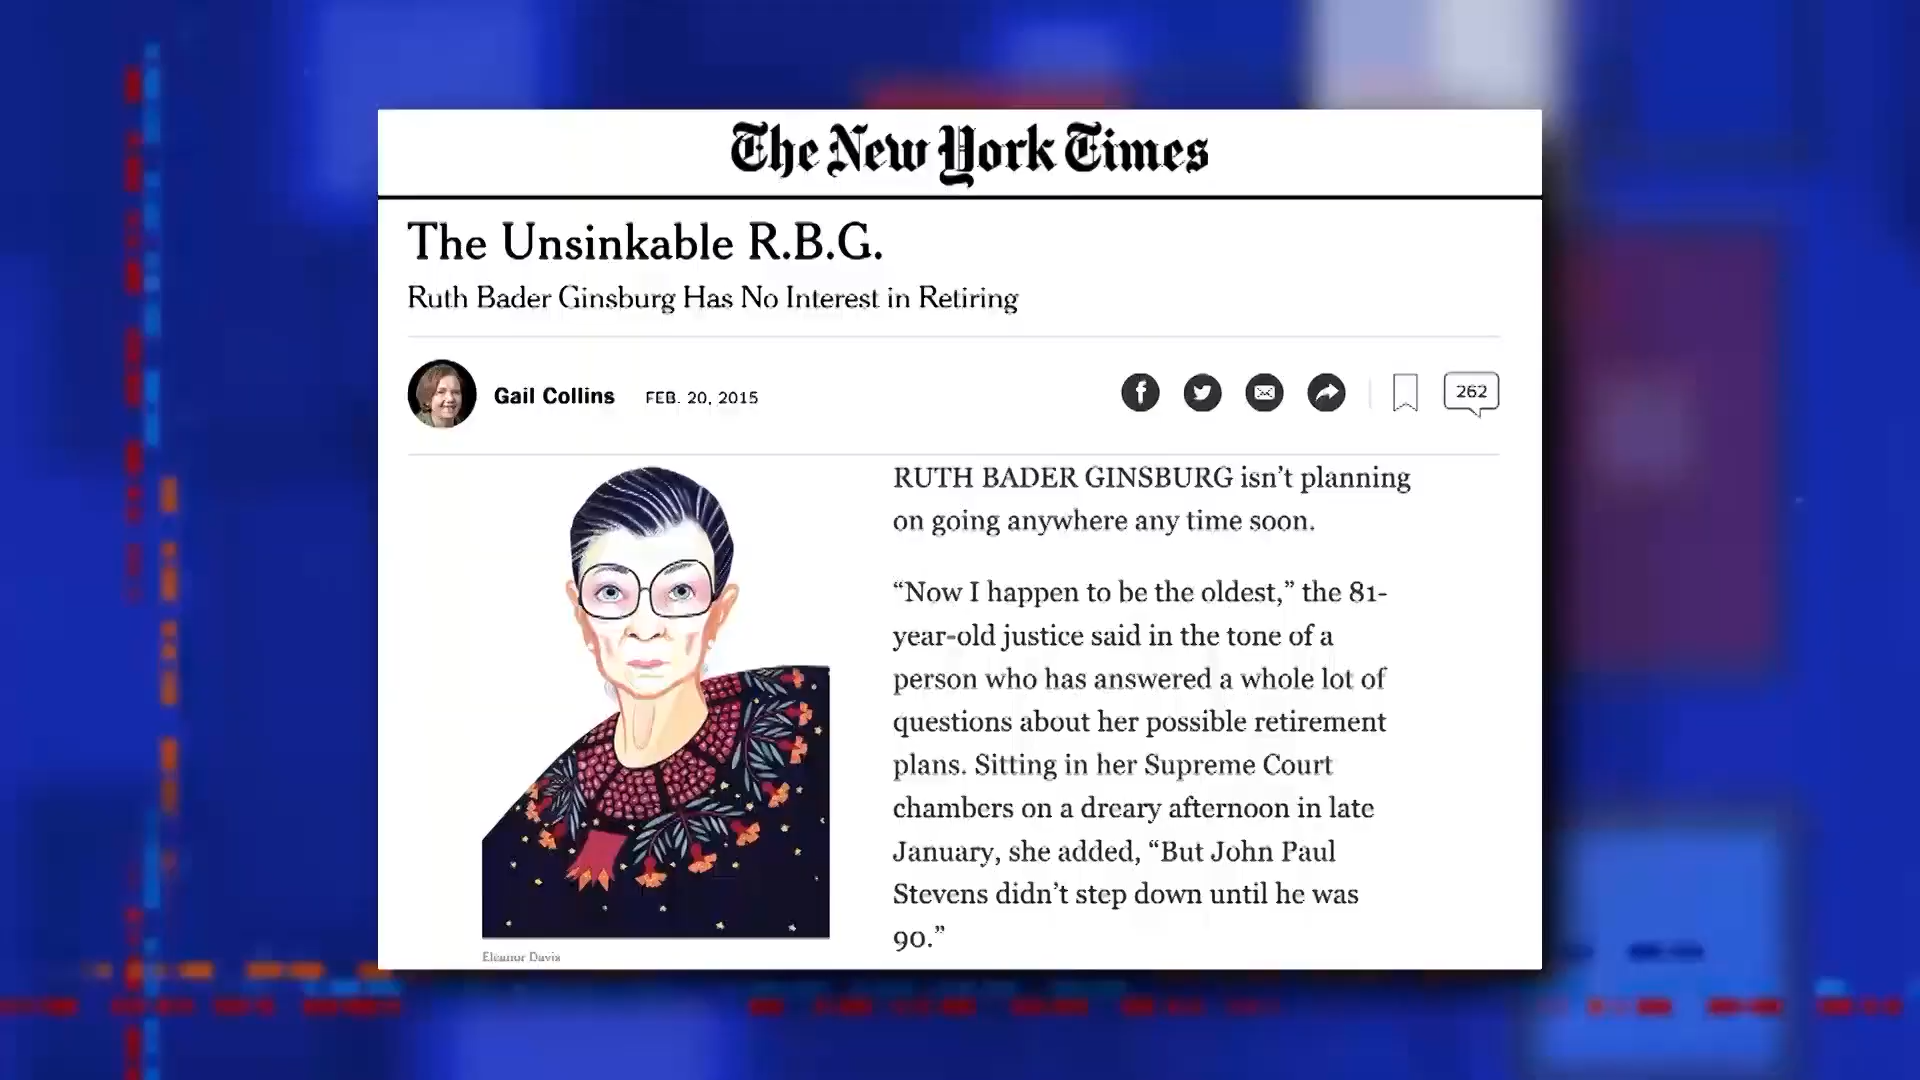 The New York Times
The Unsinkable R.B.G.
Ruth Bader Ginsburg Has No Interest in Retiring
Gail Collins FEB. 20, 2015
262
RUTH BADER GINSBURG isn’t planning
on going anywhere any time soon.
“Now I happen to be the oldest,” the 81-
year-old justice said in the tone of a
person who has answered a whole lot of
questions about her possible retirement
plans. Sitting in her Supreme Court
chambers on a dreary afternoon in late
January, she added, “But John Paul
Stevens didn’t step down until he was
90.”
Eleanor Davis